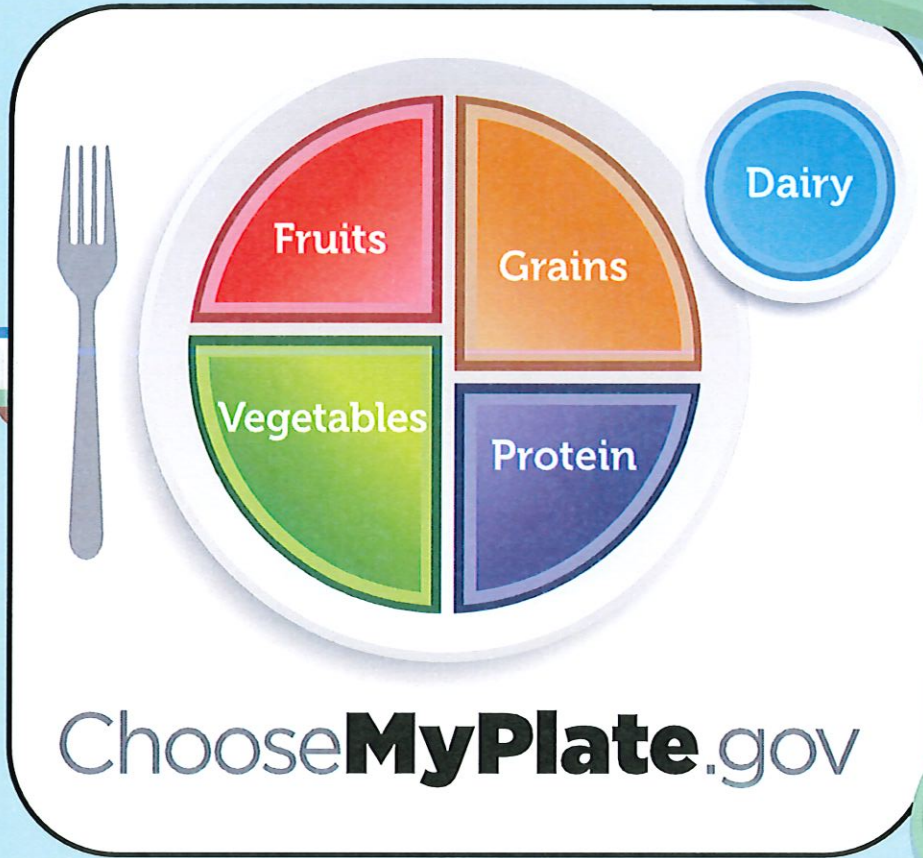 Fruits
Grains
Dairy
Vegetables
Protein
ChooseMyPlate.gov